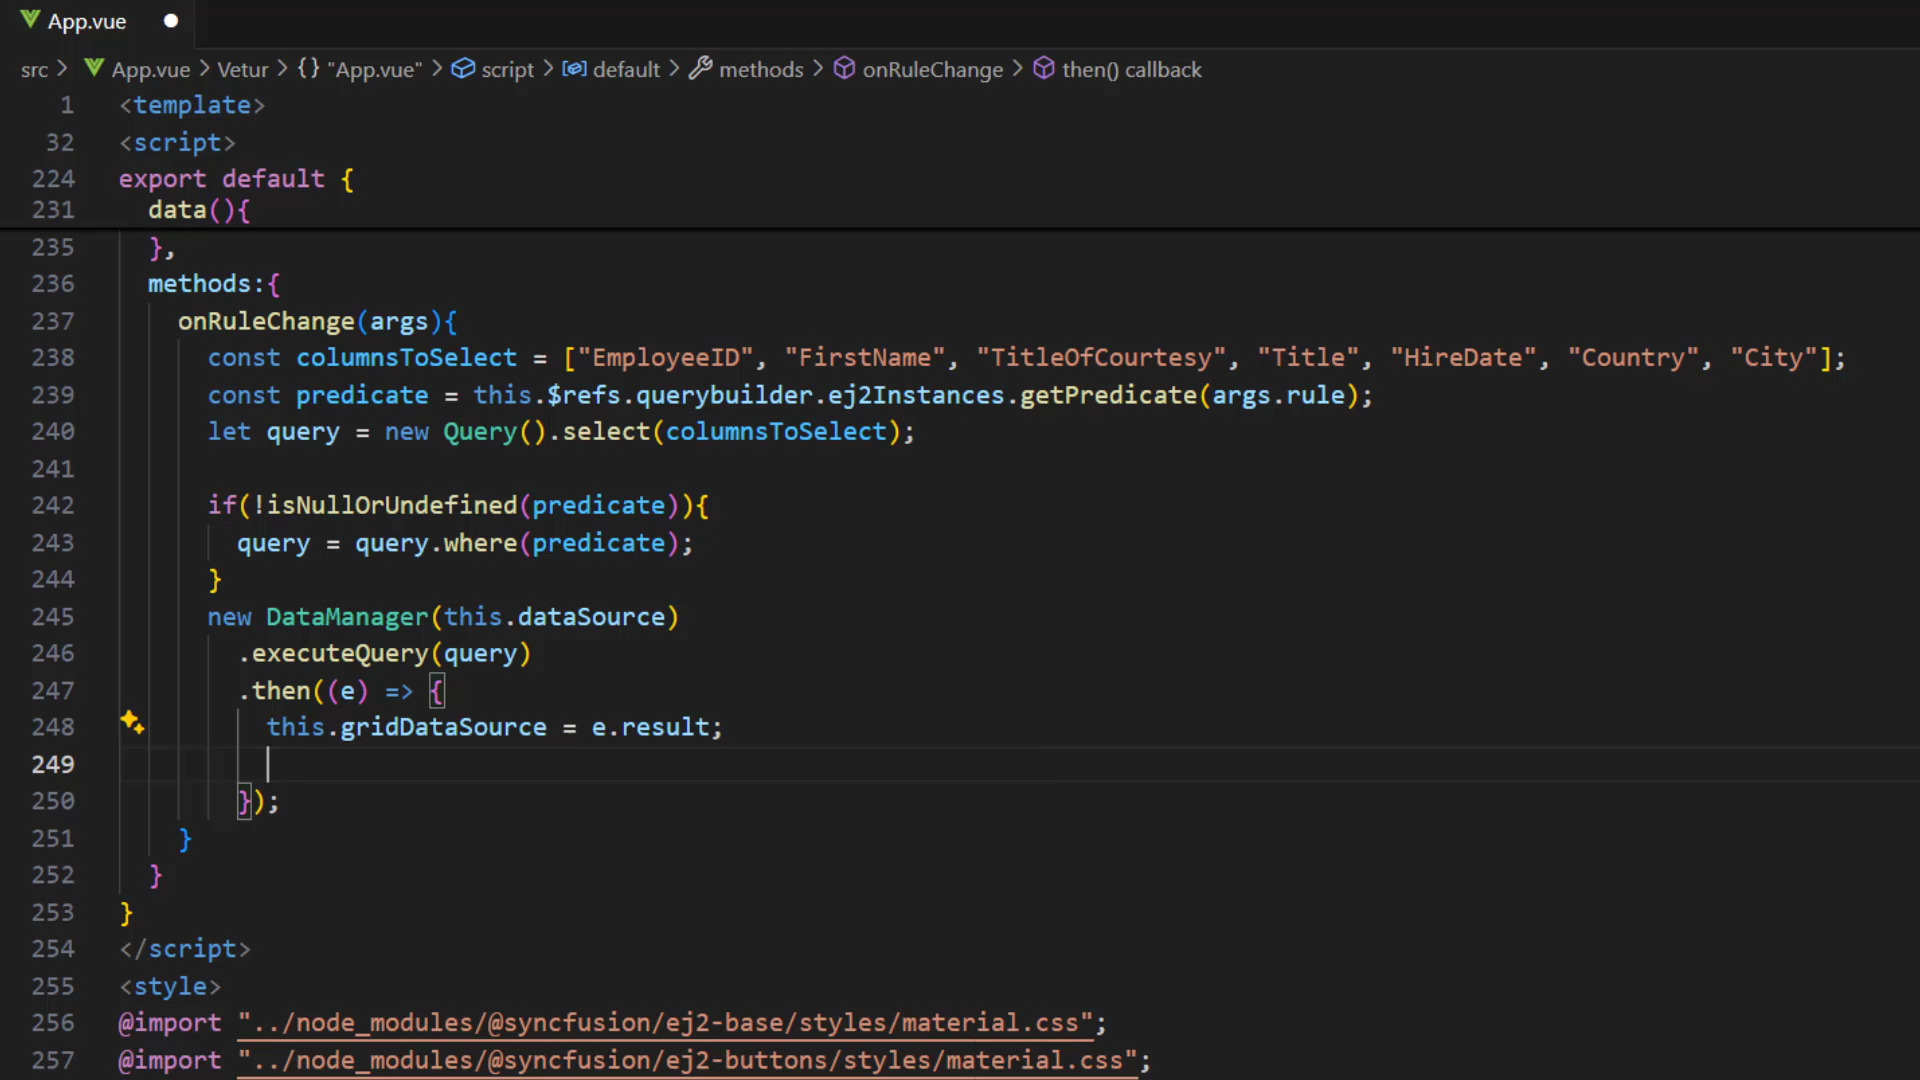 App.vue
src > App.vue > Vetur > {} "App.vue" > script > default > methods > onRuleChange > then() callback
1 <template>
32 <script>
224 export default {
231 data(){
235 },
236 methods:{
237 onRuleChange(args){
238 const columnsToSelect = ["EmployeeID", "FirstName", "TitleOfCourtesy", "Title", "HireDate", "Country", "City"];
239 const predicate = this.$refs.querybuilder.ej2Instances.getPredicate(args.rule);
240 let query = new Query().select(columnsToSelect);
241
242 if(!isNullOrUndefined(predicate)){
243 query = query.where(predicate);
244 }
245 new DataManager(this.dataSource)
246 .executeQuery(query)
247 .then((e) => {
248 this.gridDataSource = e.result;
249
250 });
251 }
252 }
253 }
254 </script>
255 <style>
256 @import "../node_modules/@syncfusion/ej2-base/styles/material.css";
257 @import "../node_modules/@syncfusion/ej2-buttons/styles/material.css";